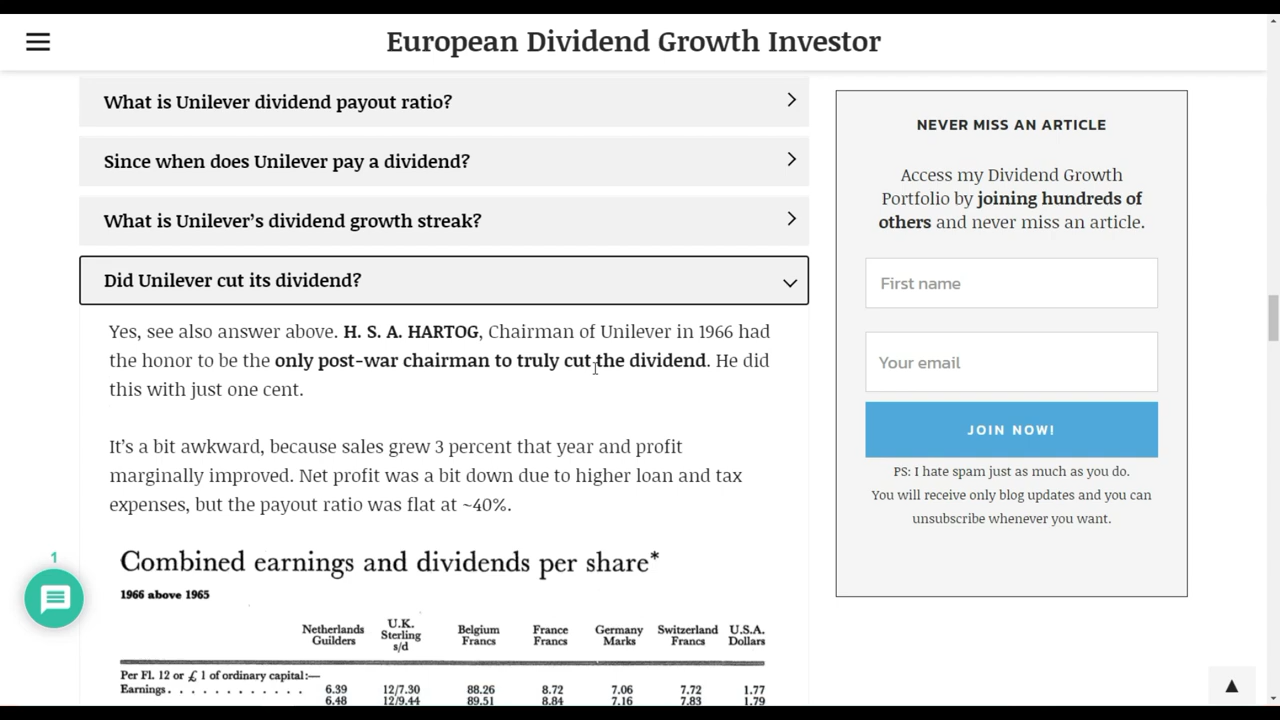 European Dividend Growth Investor
What is Unilever dividend payout ratio?
Since when does Unilever pay a dividend?
What is Unilever’s dividend growth streak?
Did Unilever cut its dividend?
Yes, see also answer above. H. S. A. HARTOG, Chairman of Unilever in 1966 had
the honor to be the only post-war chairman to truly cut the dividend. He did
this with just one cent.
It’s a bit awkward, because sales grew 3 percent that year and profit
marginally improved. Net profit was a bit down due to higher loan and tax
expenses, but the payout ratio was flat at ~40%.
Combined earnings and dividends per share*
1966 above 1965
Netherlands Guilders U.K. Sterling s/d Belgium Francs France Francs Germany Marks Switzerland Francs U.S.A. Dollars
Per Fl. 12 or £ 1 of ordinary capital:—
Earnings . . . . . . . . . . . . 6.39 12/7.30 88.26 8.72 7.06 7.72 1.77
6.48 12/9.44 89.51 8.84 7.16 7.83 1.79
NEVER MISS AN ARTICLE
Access my Dividend Growth
Portfolio by joining hundreds of
others and never miss an article.
First name
Your email
JOIN NOW!
PS: I hate spam just as much as you do.
You will receive only blog updates and you can
unsubscribe whenever you want.
1